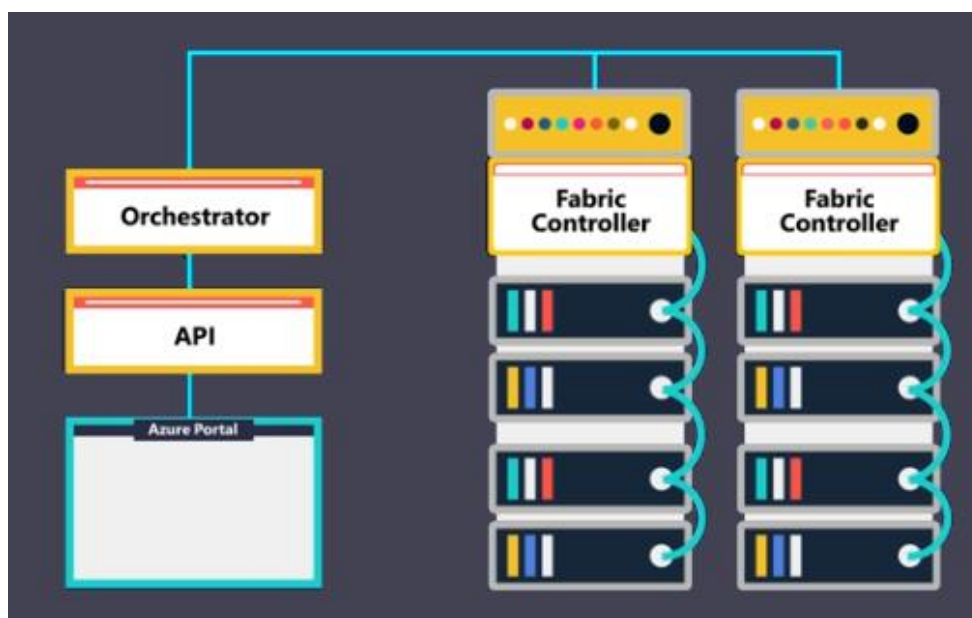 Orchestrator
API
Azure Portal
Fabric
Controller
Fabric
Controller